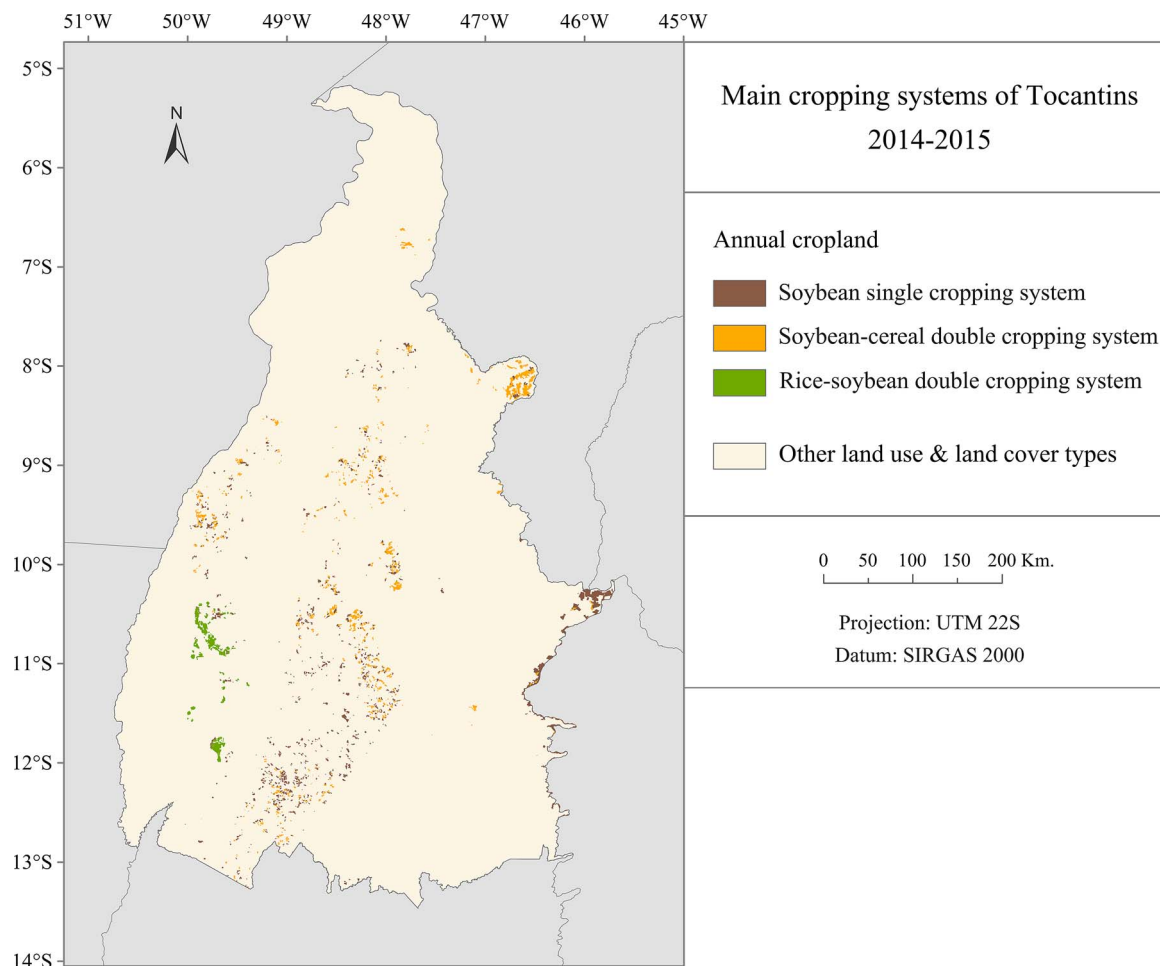 51°W 50°W 49°W 48°W 47°W 46°W 45°W
5°S
6°S
7°S
8°S
9°S
10°S
11°S
12°S
13°S
14°S
N
Main cropping systems of Tocantins
2014-2015
Annual cropland
Soybean single cropping system
Soybean-cereal double cropping system
Rice-soybean double cropping system
Other land use & land cover types
0 50 100 150 200 Km.
Projection: UTM 22S
Datum: SIRGAS 2000